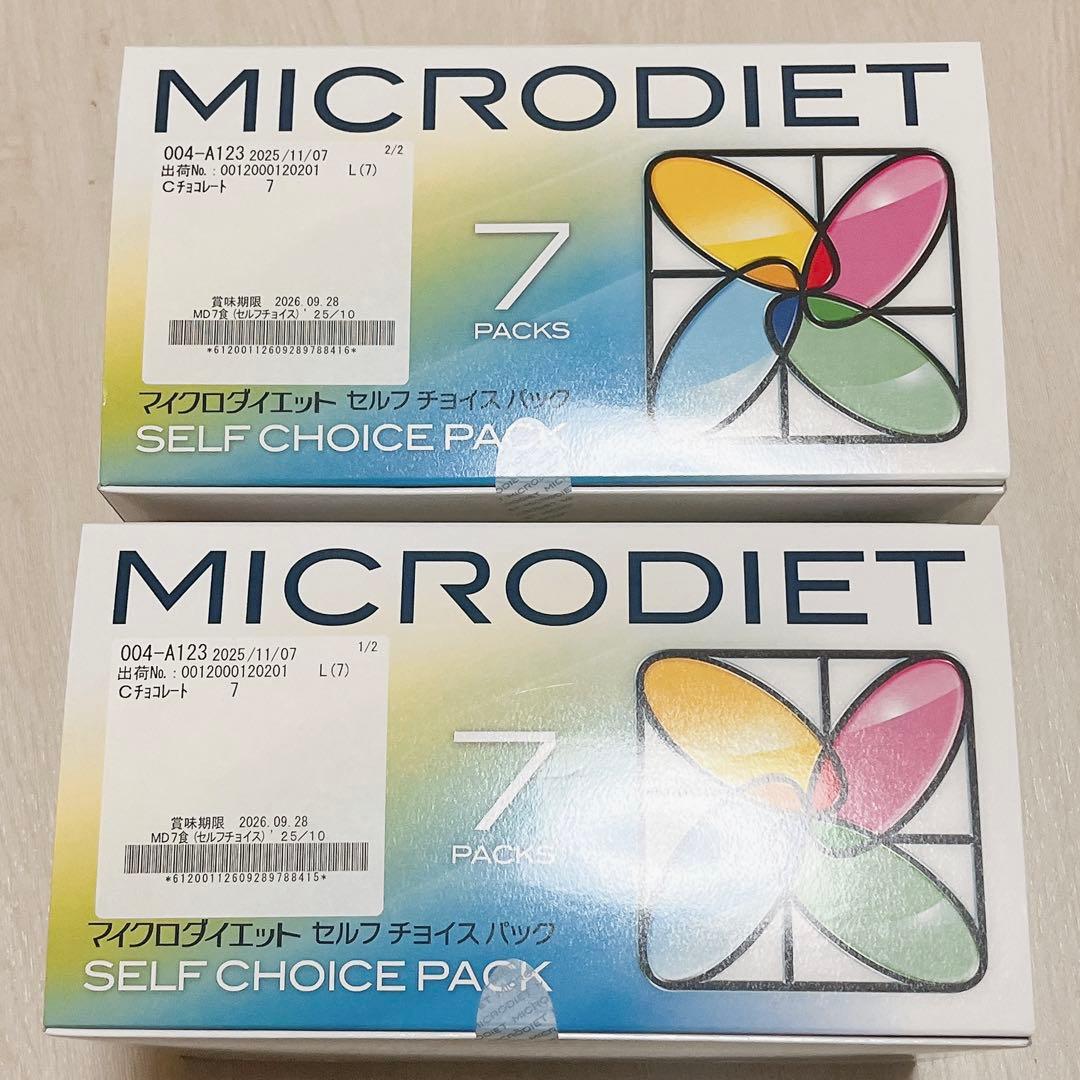 MICRODIET
004-A123 2025/11/07 2/2
出荷No.：0012000120201 L(7)
Cﾁｮｺﾚｰﾄ 7
7
PACKS
賞味期限 2026.09.28
MD7食(セルフチョイス)'25/10
*61200112609289788416*
マイクロダイエット セルフ チョイス パック
SELF CHOICE PACK
MICRODIET
004-A123 2025/11/07 1/2
出荷No.：0012000120201 L(7)
Cﾁｮｺﾚｰﾄ 7
7
PACKS
賞味期限 2026.09.28
MD7食(セルフチョイス)'25/10
*61200112609289788415*
マイクロダイエット セルフ チョイス パック
SELF CHOICE PACK
MICRODIET